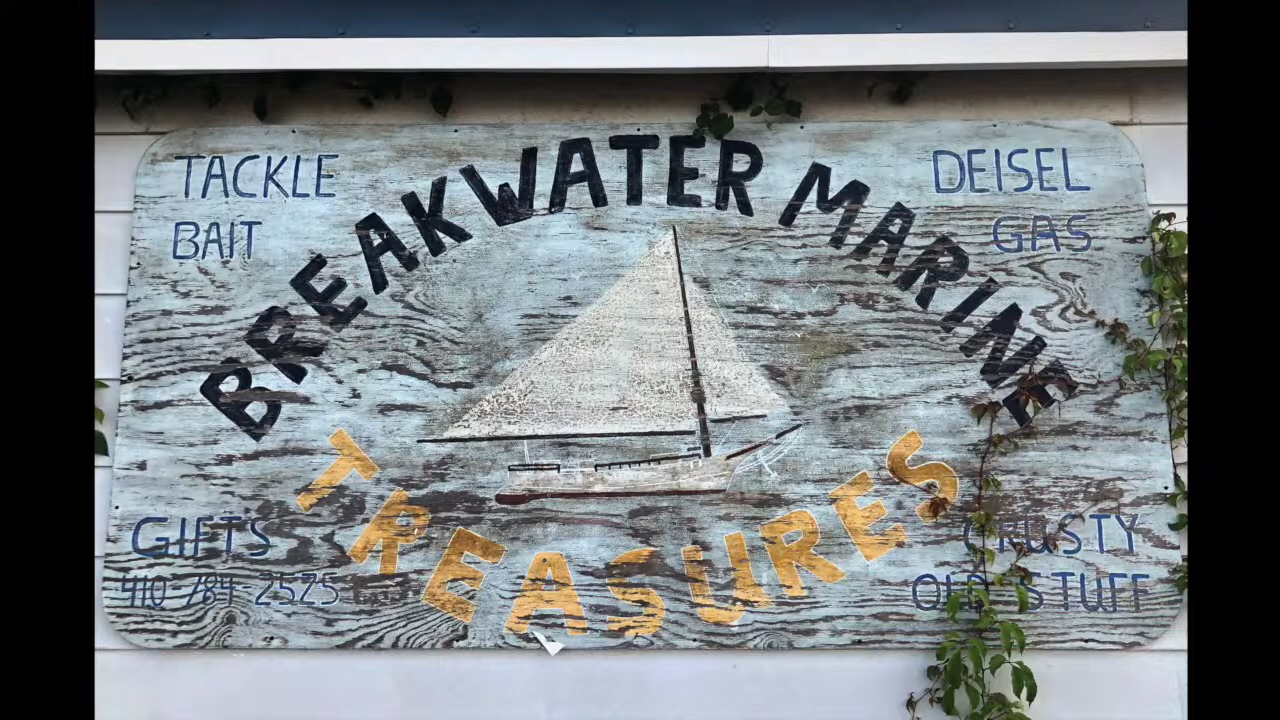 BREAKWATER MARINE
TACKLE
BAIT
DEISEL
GAS
TREASURES
GIFTS
410-784-2525
CRUSTY
OLD STUFF